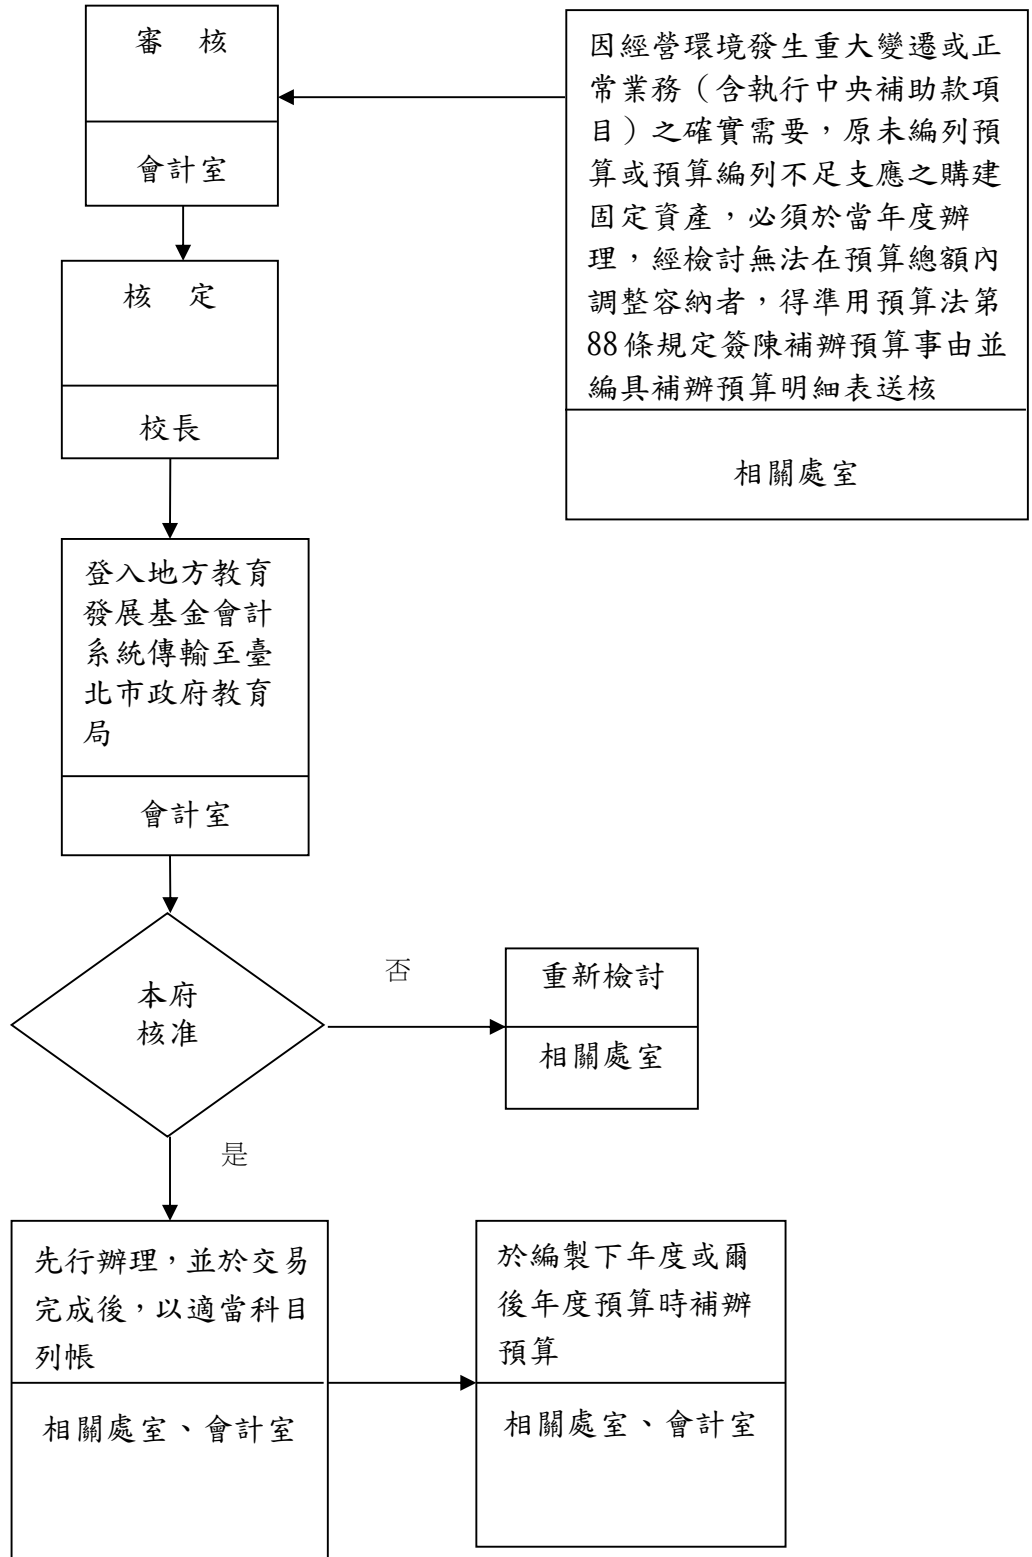 審　核
會計室
因經營環境發生重大變遷或正
常業務（含執行中央補助款項
目）之確實需要，原未編列預
算或預算編列不足支應之購建
固定資產，必須於當年度辦
理，經檢討無法在預算總額內
調整容納者，得準用預算法第
88條規定簽陳補辦預算事由並
編具補辦預算明細表送核
相關處室
核　定
校長
登入地方教育
發展基金會計
系統傳輸至臺
北市政府教育
局
會計室
本府
核准
否
重新檢討
相關處室
是
先行辦理，並於交易
完成後，以適當科目
列帳
相關處室、會計室
於編製下年度或爾
後年度預算時補辦
預算
相關處室、會計室